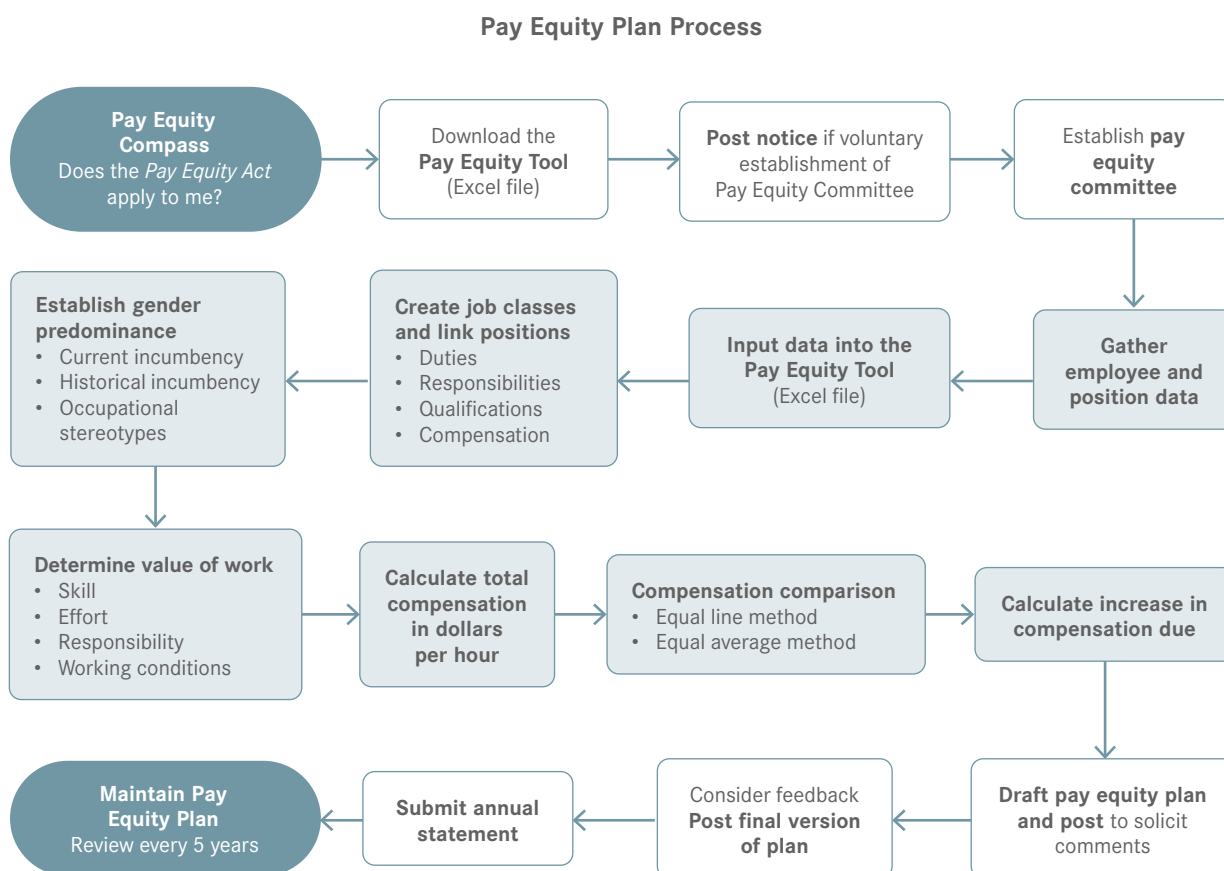 Pay Equity Plan Process
Pay Equity
Compass
Does the Pay Equity Act
apply to me?
Download the
Pay Equity Tool
(Excel file)
Post notice if voluntary
establishment of
Pay Equity Committee
Establish pay
equity
committee
Gather
employee and
position data
Input data into the
Pay Equity Tool
(Excel file)
Create job classes
and link positions
• Duties
• Responsibilities
• Qualifications
• Compensation
Establish gender
predominance
• Current incumbency
• Historical incumbency
• Occupational
stereotypes
Determine value of work
• Skill
• Effort
• Responsibility
• Working conditions
Calculate total
compensation
in dollars
per hour
Compensation comparison
• Equal line method
• Equal average method
Calculate increase in
compensation due
Draft pay equity plan
and post to solicit
comments
Consider feedback
Post final version
of plan
Submit annual
statement
Maintain Pay
Equity Plan
Review every 5 years